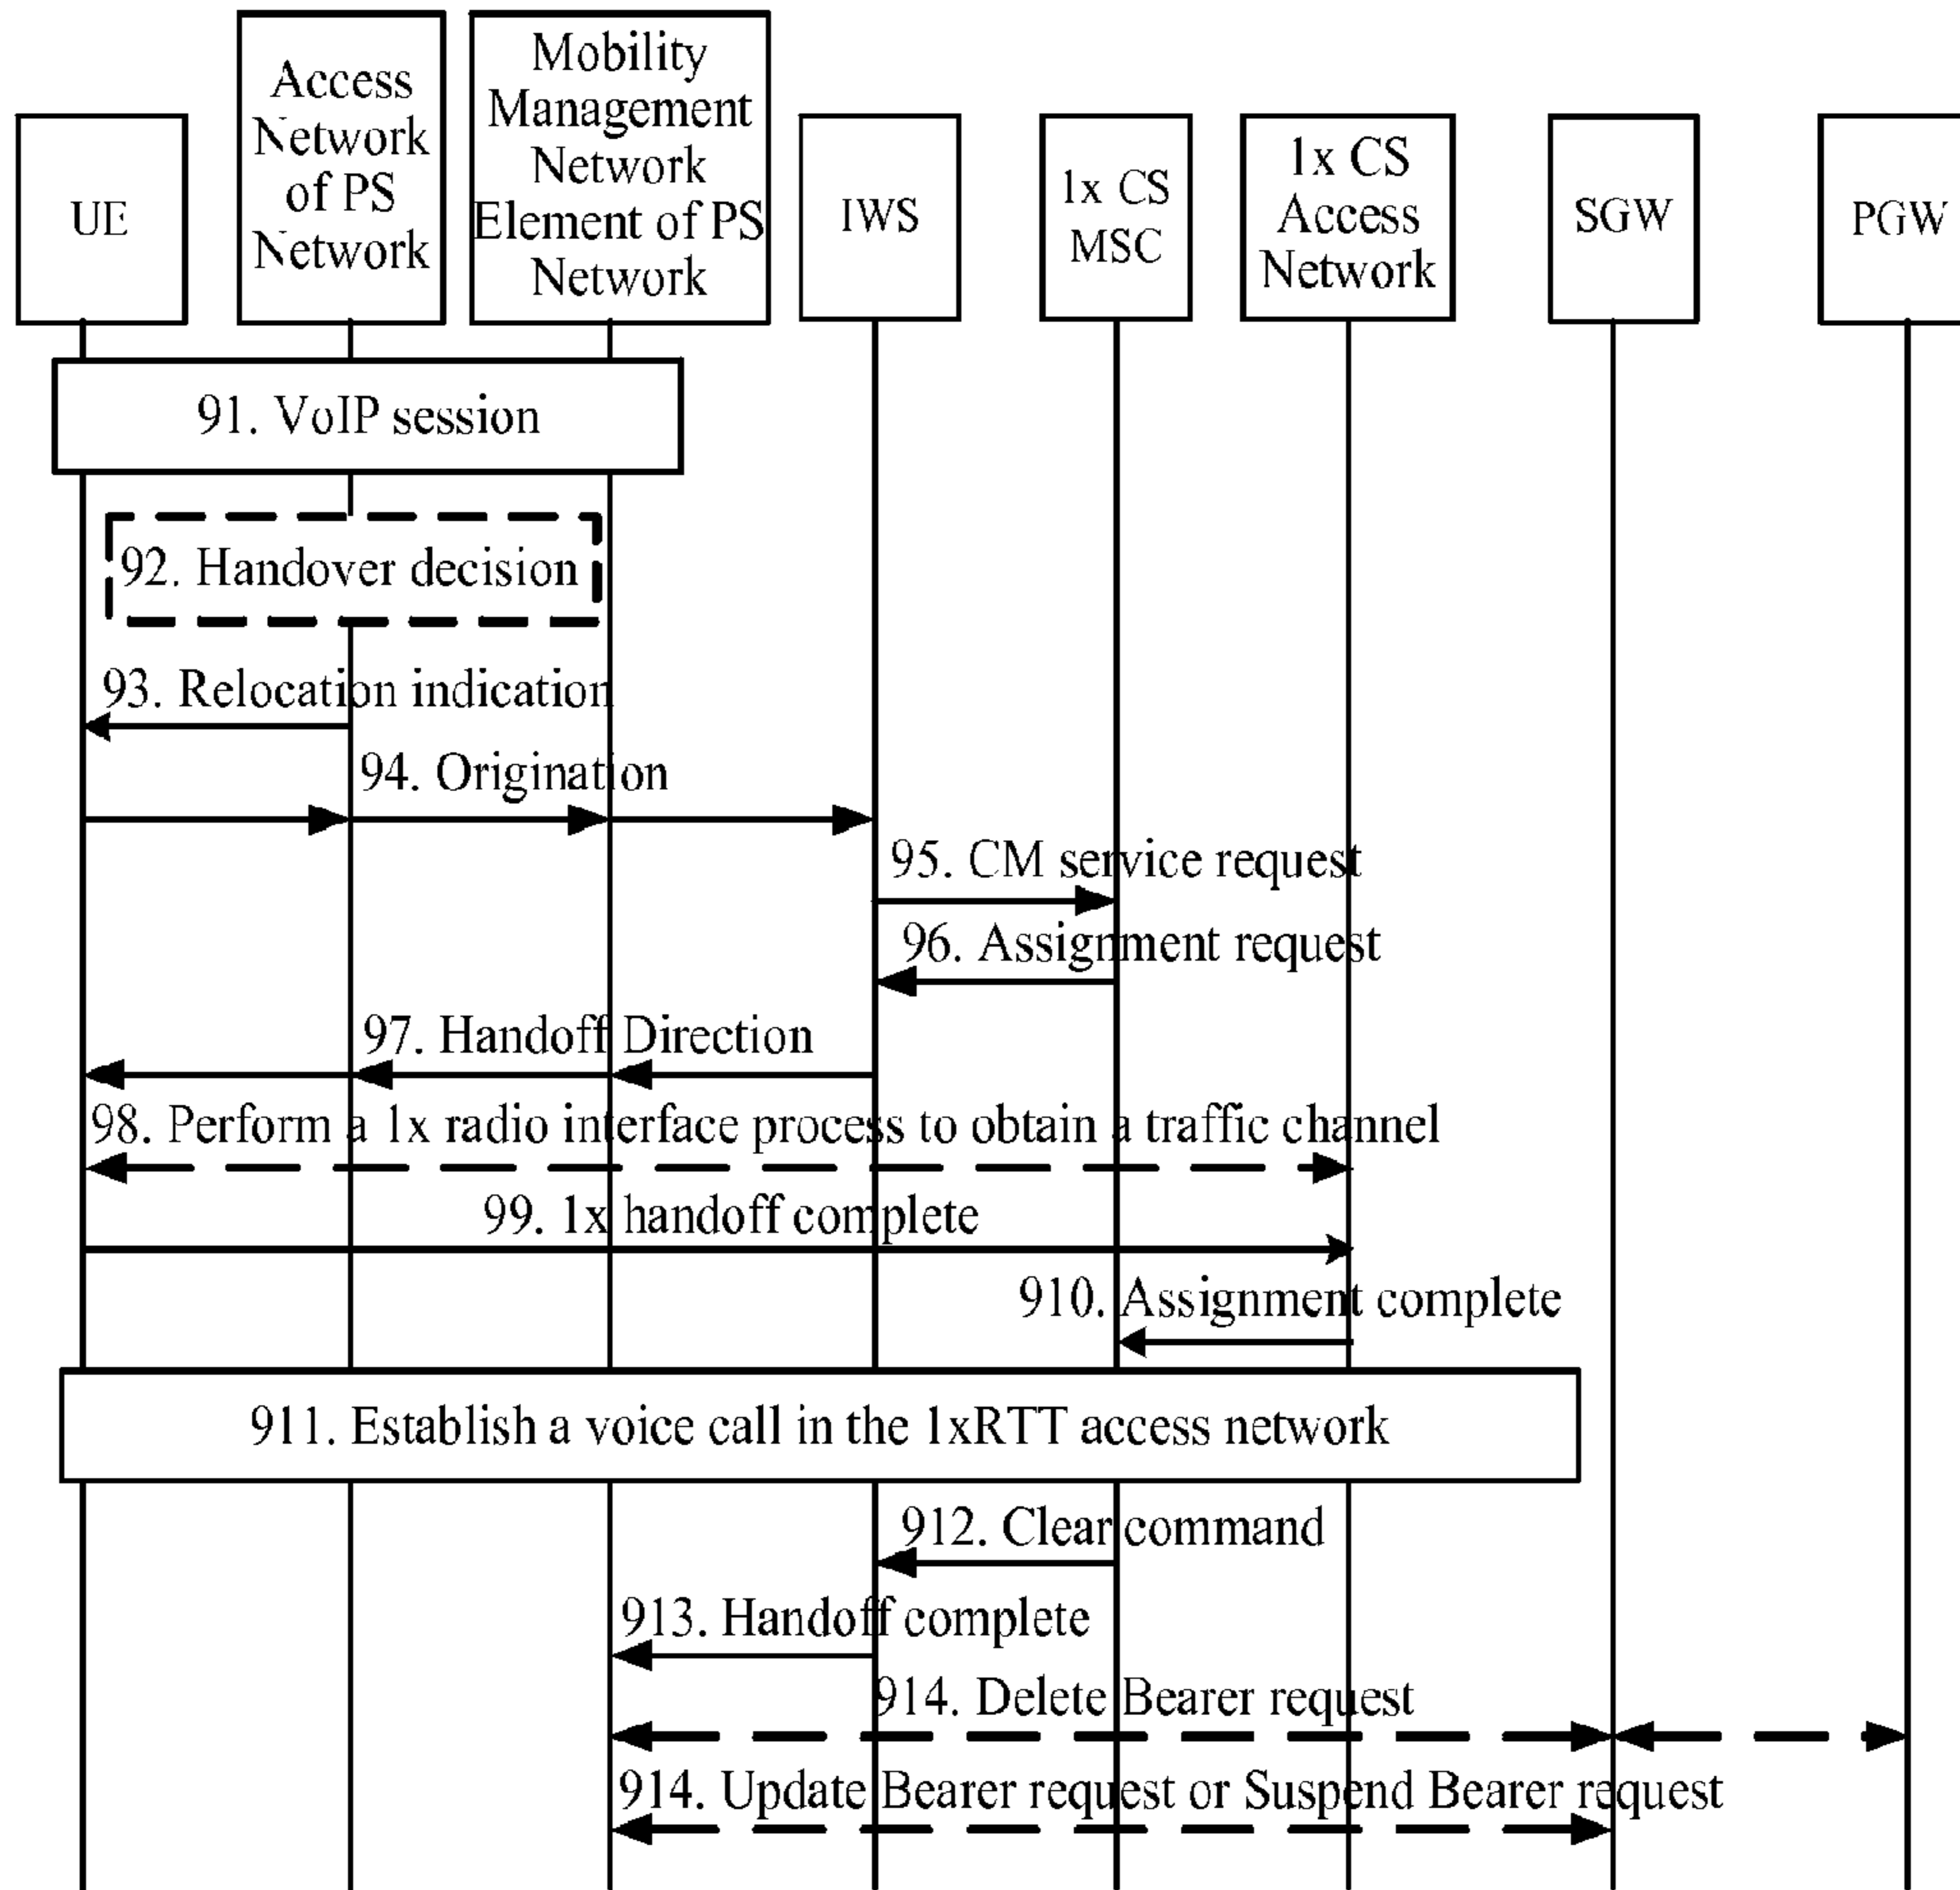 UE
Access
Network
of PS
Network
Mobility
Management
Network
Element of PS
Network
IWS
1x CS
MSC
1x CS
Access
Network
SGW
PGW
91. VoIP session
92. Handover decision
93. Relocation indication
94. Origination
95. CM service request
96. Assignment request
97. Handoff Direction
98. Perform a 1x radio interface process to obtain a traffic channel
99. 1x handoff complete
910. Assignment complete
911. Establish a voice call in the 1xRTT access network
912. Clear command
913. Handoff complete
914. Delete Bearer request
914. Update Bearer request or Suspend Bearer request